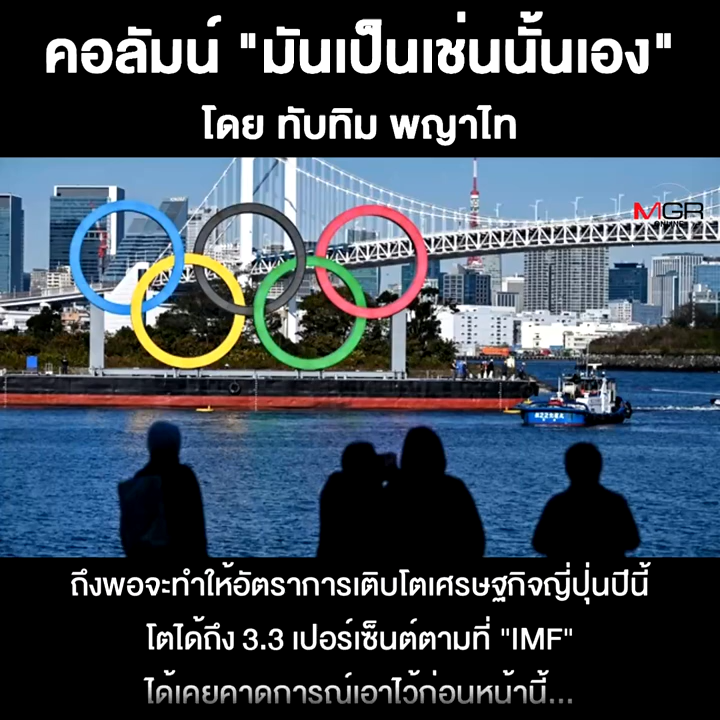 คอลัมน์ "มันเป็นเช่นนั้นเอง"
โดย ทับทิม พญาไท
MGR
ONLINE
ถึงพอจะทำให้อัตราการเติบโตเศรษฐกิจญี่ปุ่นปีนี้
โตได้ถึง 3.3 เปอร์เซ็นต์ตามที่ "IMF"
ได้เคยคาดการณ์เอาไว้ก่อนหน้านี้...